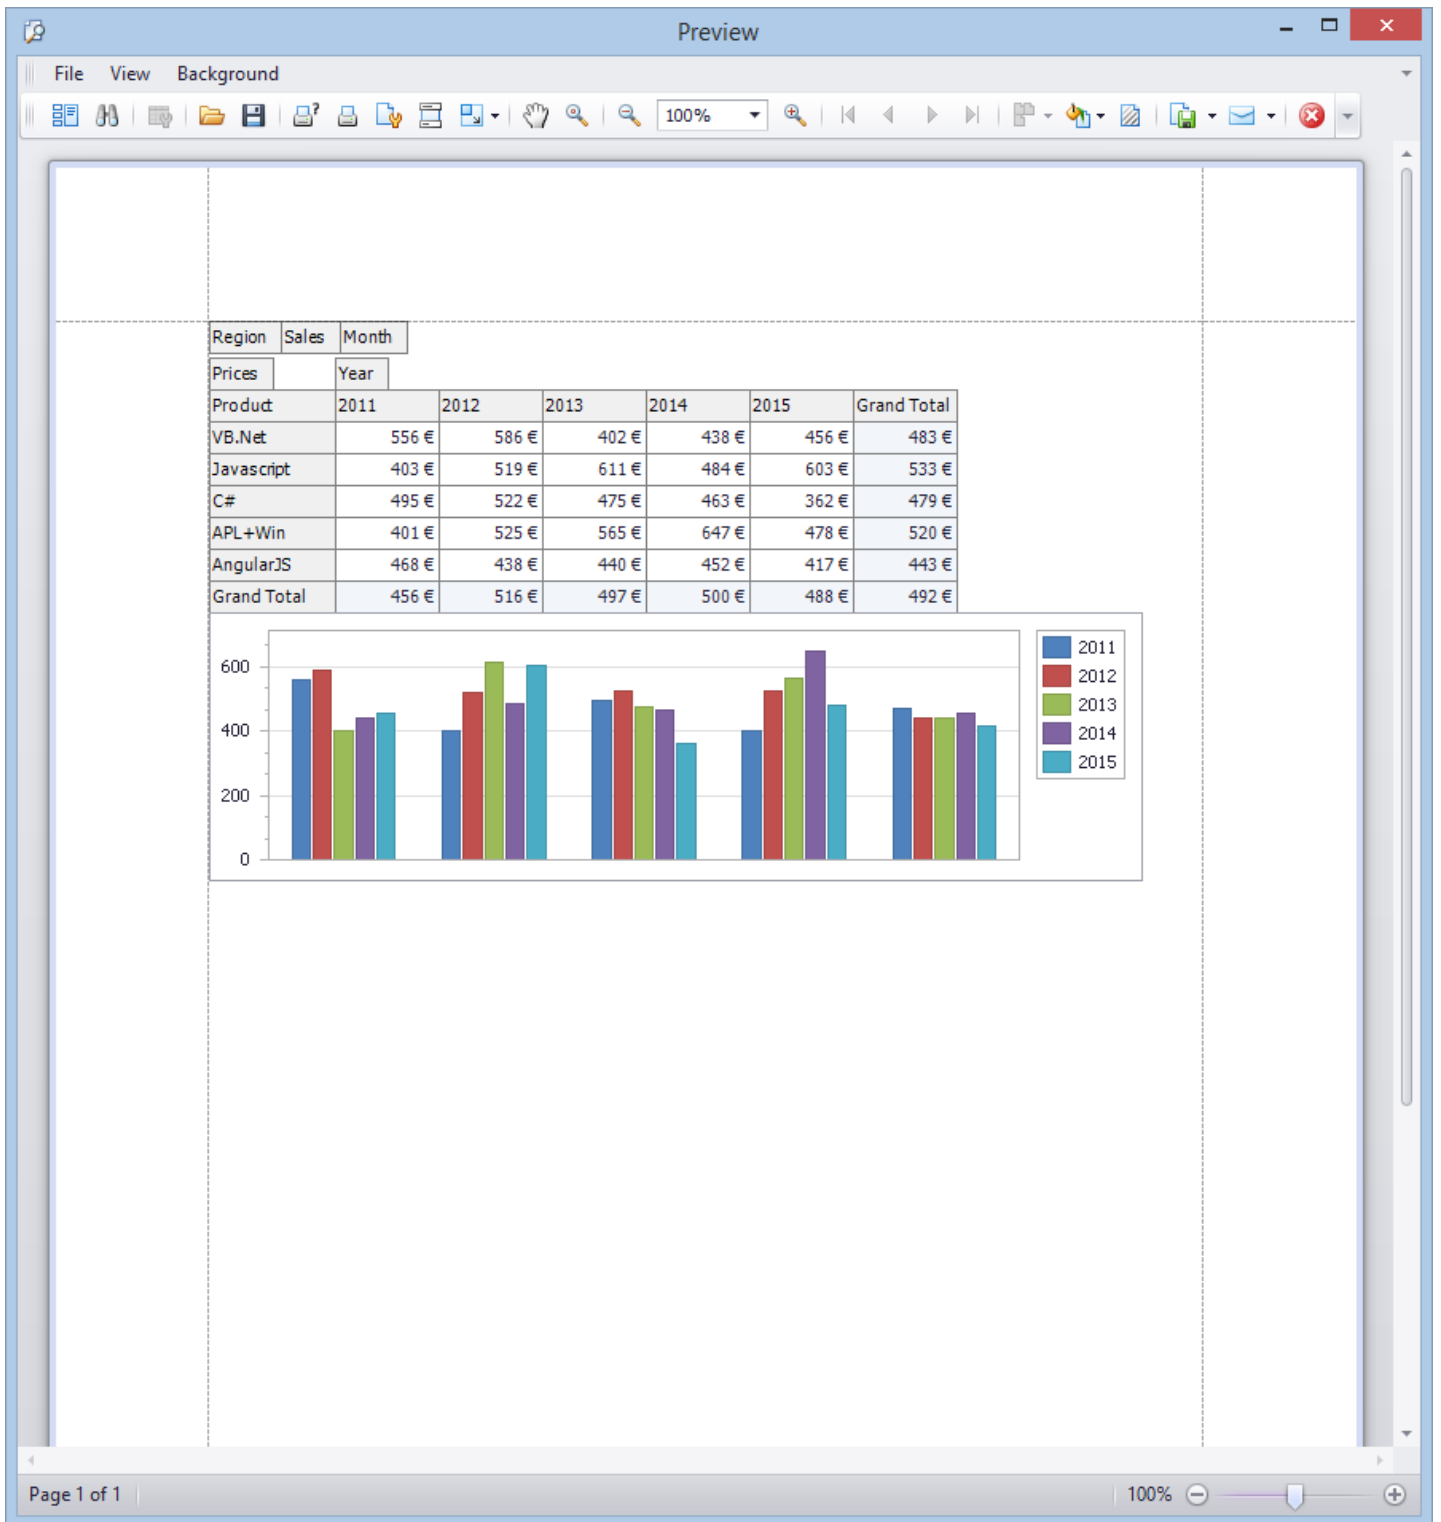 Preview
File View Background
100%
Region Sales Month
Prices Year
Product 2011 2012 2013 2014 2015 Grand Total
VB.Net 556 € 586 € 402 € 438 € 456 € 483 €
Javascript 403 € 519 € 611 € 484 € 603 € 533 €
C# 495 € 522 € 475 € 463 € 362 € 479 €
APL+Win 401 € 525 € 565 € 647 € 478 € 520 €
AngularJS 468 € 438 € 440 € 452 € 417 € 443 €
Grand Total 456 € 516 € 497 € 500 € 488 € 492 €
600
400
200
0
2011
2012
2013
2014
2015
Page 1 of 1 100%